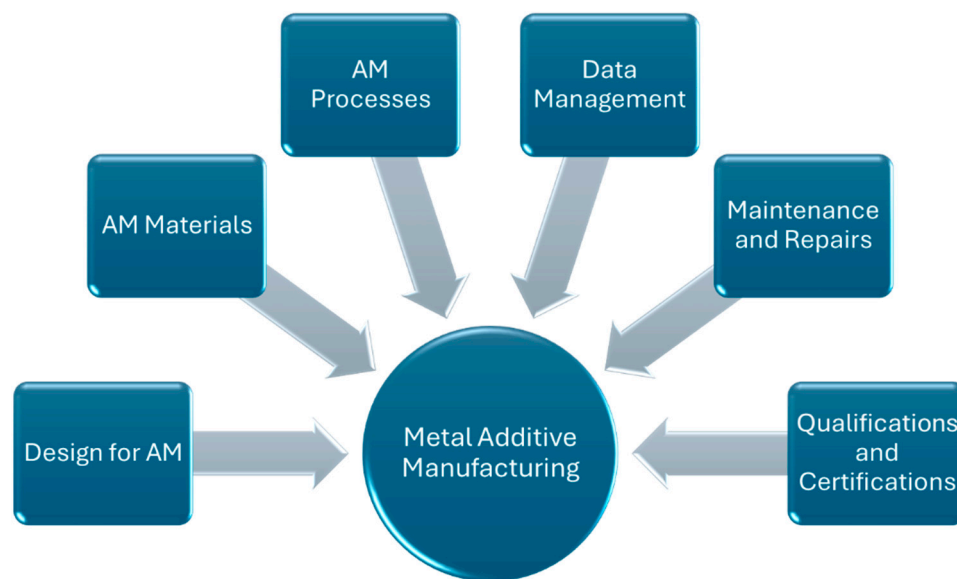 AM
Processes
Data
Management
AM Materials
Maintenance
and Repairs
Design for AM
Metal Additive
Manufacturing
Qualifications
and
Certifications